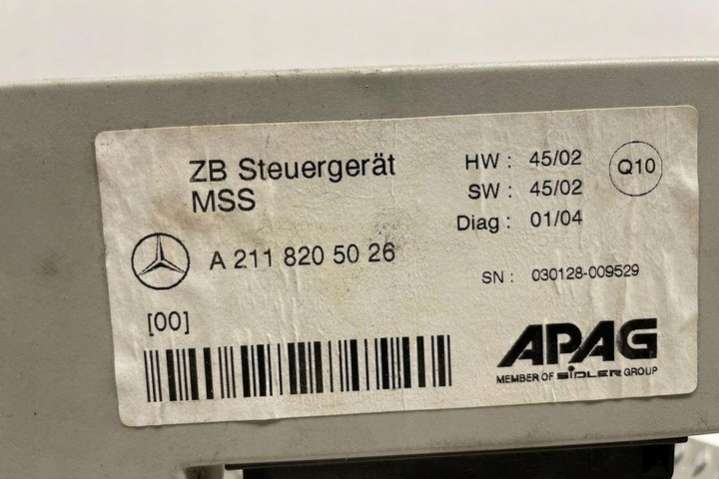 ZB Steuergerät
MSS
A 211 820 50 26
[00]
HW : 45/02
SW : 45/02
Diag : 01/04
Q10
SN : 030128-009529
APAG
MEMBER OF SIDLER GROUP